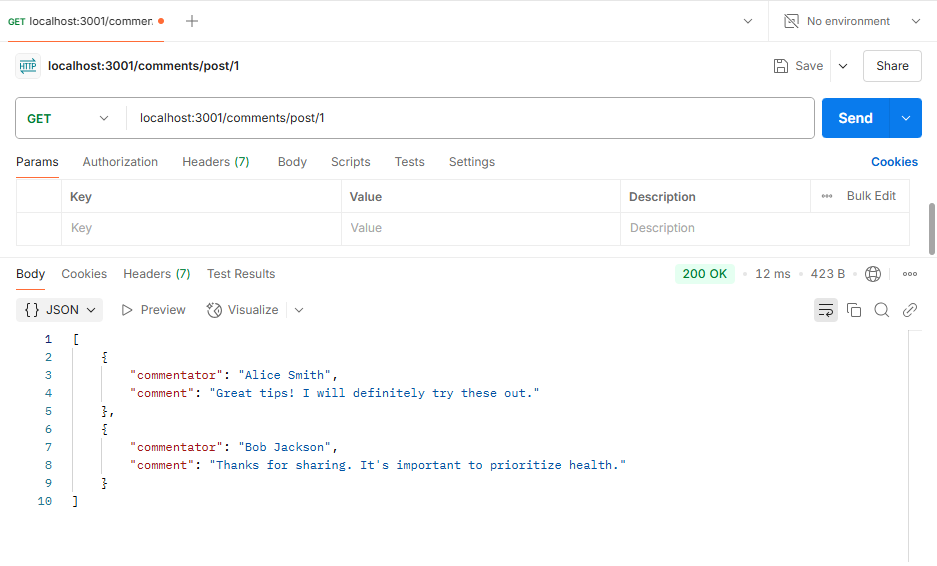 GET localhost:3001/commer No environment
HTTP localhost:3001/comments/post/1 Save Share
GET localhost:3001/comments/post/1 Send
Params Authorization Headers (7) Body Scripts Tests Settings Cookies
Key Value Description Bulk Edit
Key Value Description
Body Cookies Headers (7) Test Results 200 OK 12 ms 423 B
{} JSON Preview Visualize
1 [
2 {
3 "commentator": "Alice Smith",
4 "comment": "Great tips! I will definitely try these out."
5 },
6 {
7 "commentator": "Bob Jackson",
8 "comment": "Thanks for sharing. It's important to prioritize health."
9 }
10 ]